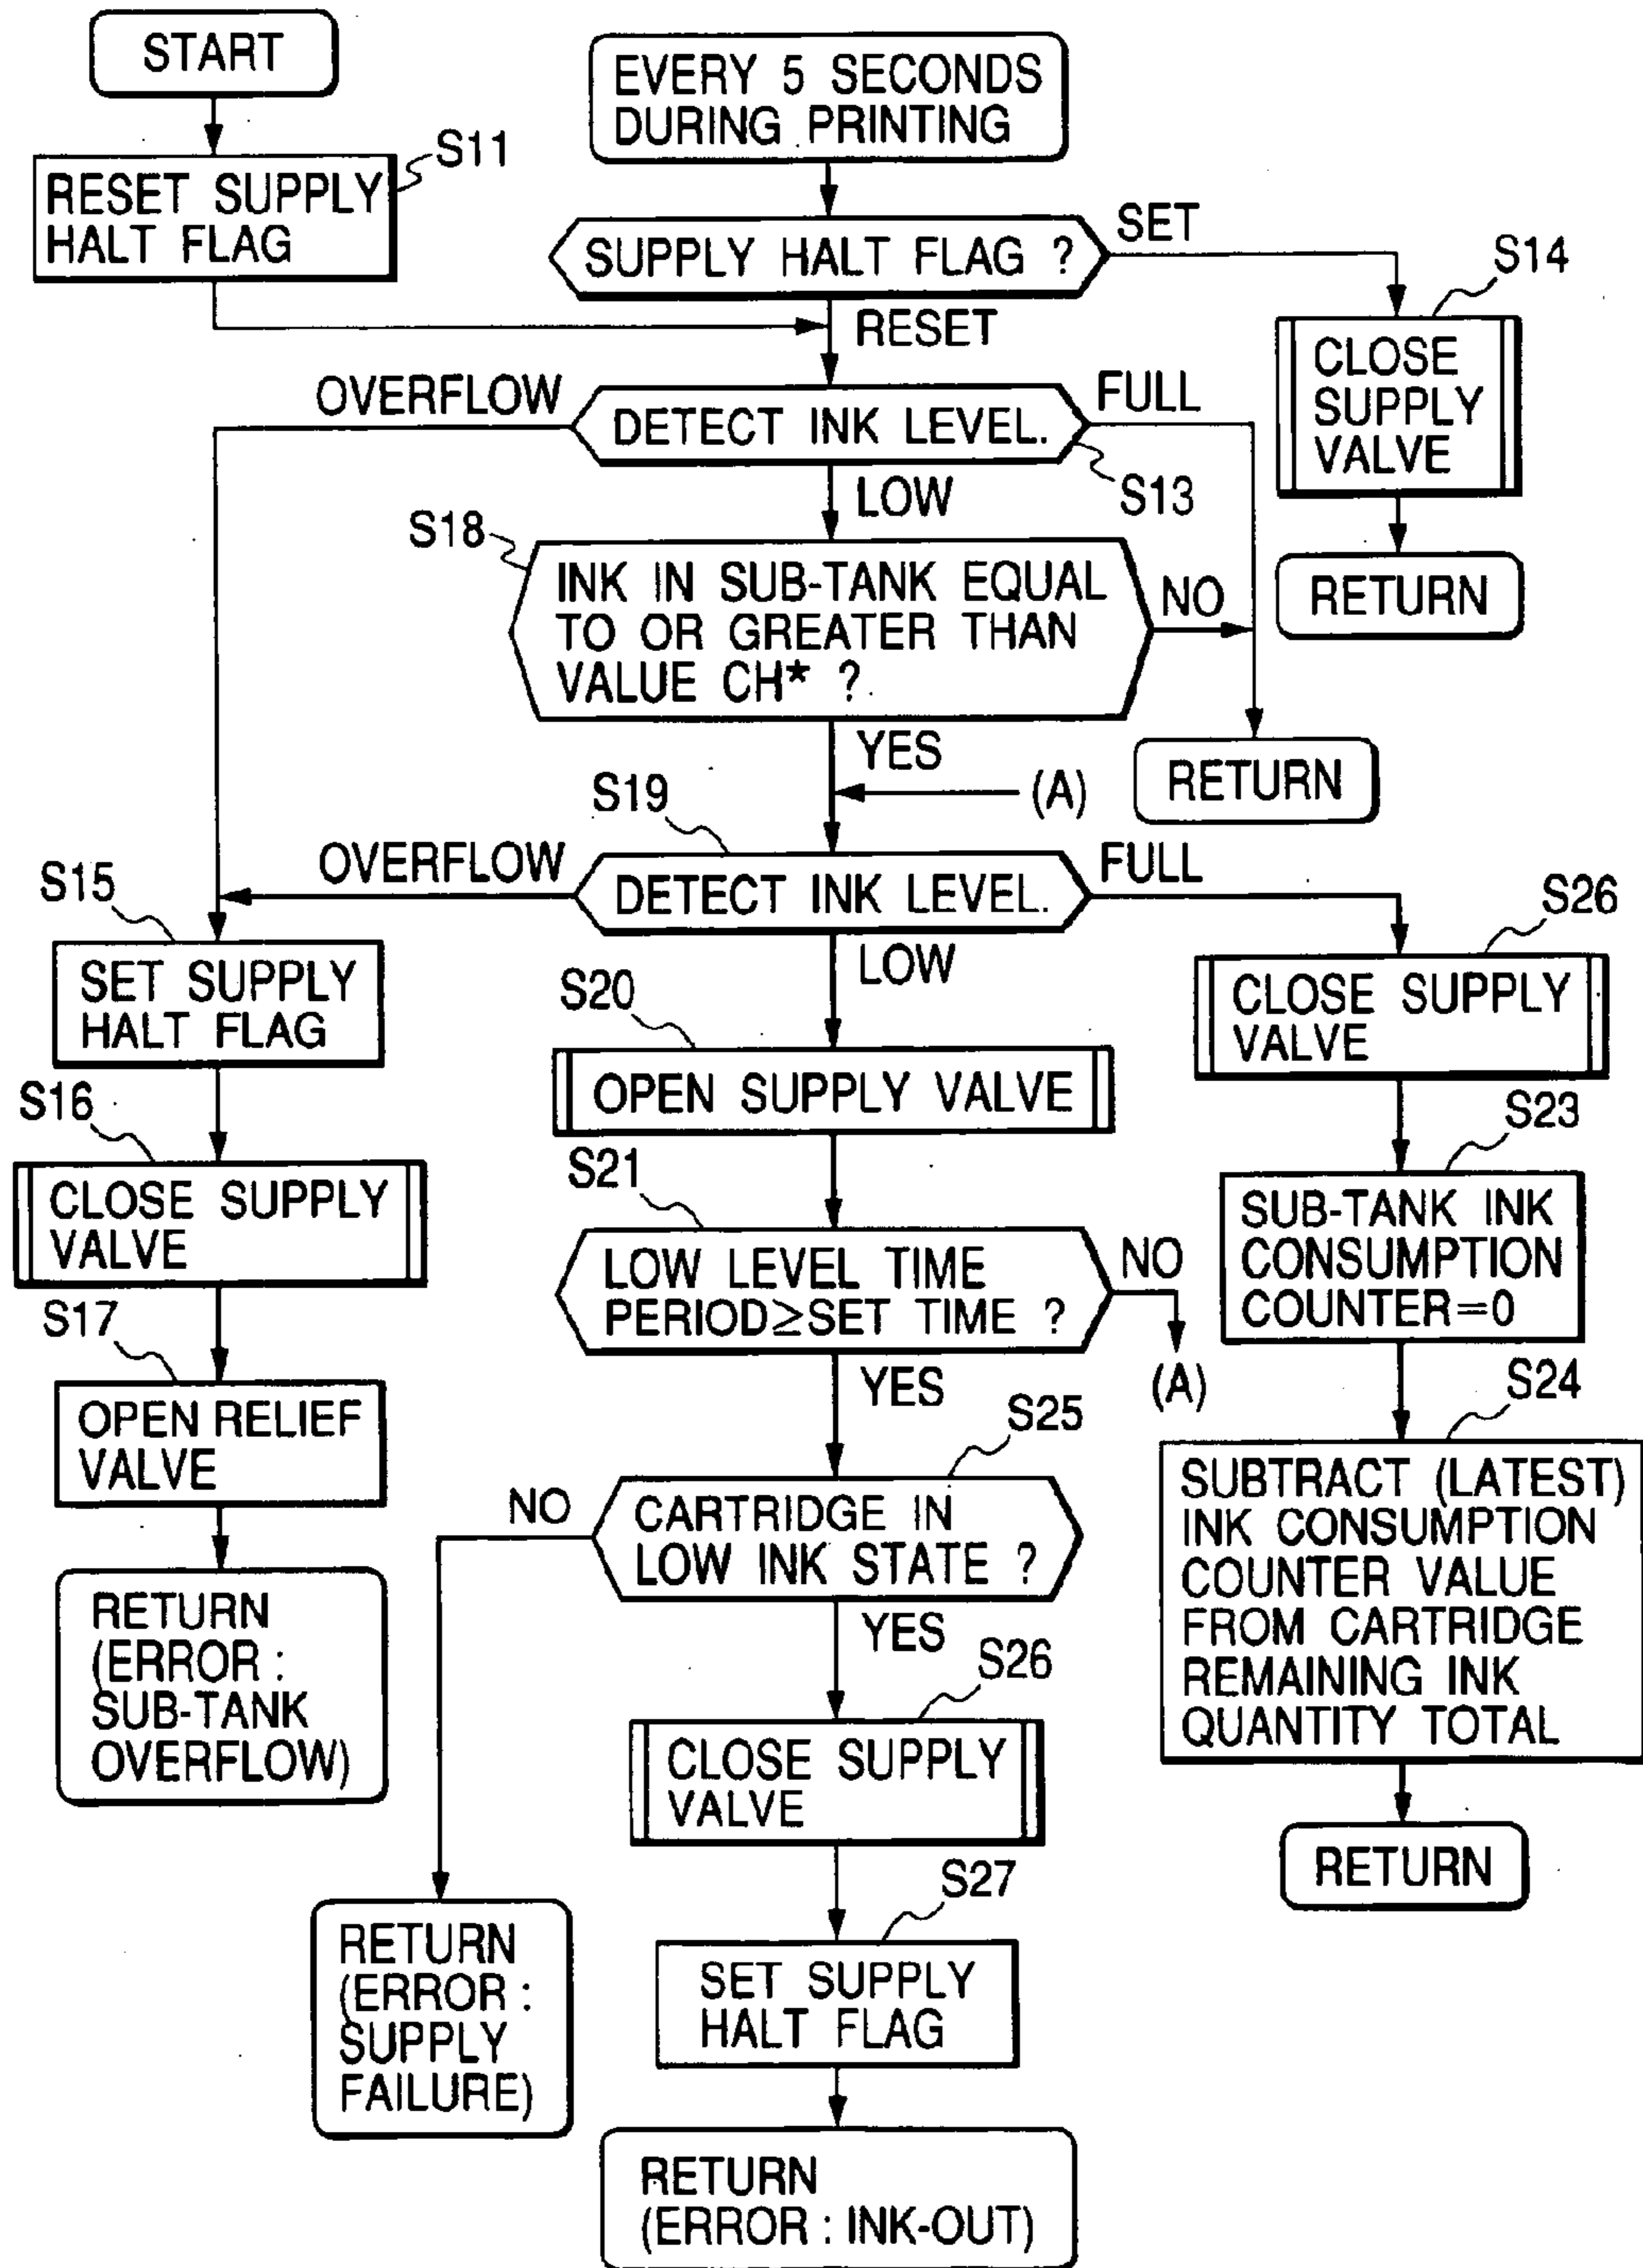 START
EVERY 5 SECONDS
DURING PRINTING
S11
RESET SUPPLY
HALT FLAG
SUPPLY HALT FLAG ?
SET
S14
RESET
CLOSE
SUPPLY
VALVE
RETURN
OVERFLOW
DETECT INK LEVEL.
FULL
S13
LOW
S18
INK IN SUB-TANK EQUAL
TO OR GREATER THAN
VALUE CH* ?
NO
RETURN
YES
(A)
S19
OVERFLOW
DETECT INK LEVEL.
FULL
LOW
S15
SET SUPPLY
HALT FLAG
S16
CLOSE SUPPLY
VALVE
S17
OPEN RELIEF
VALVE
RETURN
(ERROR :
SUB-TANK
OVERFLOW)
S20
OPEN SUPPLY VALVE
S21
LOW LEVEL TIME
PERIOD≥SET TIME ?
NO
(A)
YES
S26
CLOSE SUPPLY
VALVE
S23
SUB-TANK INK
CONSUMPTION
COUNTER=0
S24
SUBTRACT (LATEST)
INK CONSUMPTION
COUNTER VALUE
FROM CARTRIDGE
REMAINING INK
QUANTITY TOTAL
RETURN
S25
CARTRIDGE IN
LOW INK STATE ?
NO
RETURN
(ERROR :
SUPPLY
FAILURE)
YES
S26
CLOSE SUPPLY
VALVE
S27
SET SUPPLY
HALT FLAG
RETURN
(ERROR : INK-OUT)